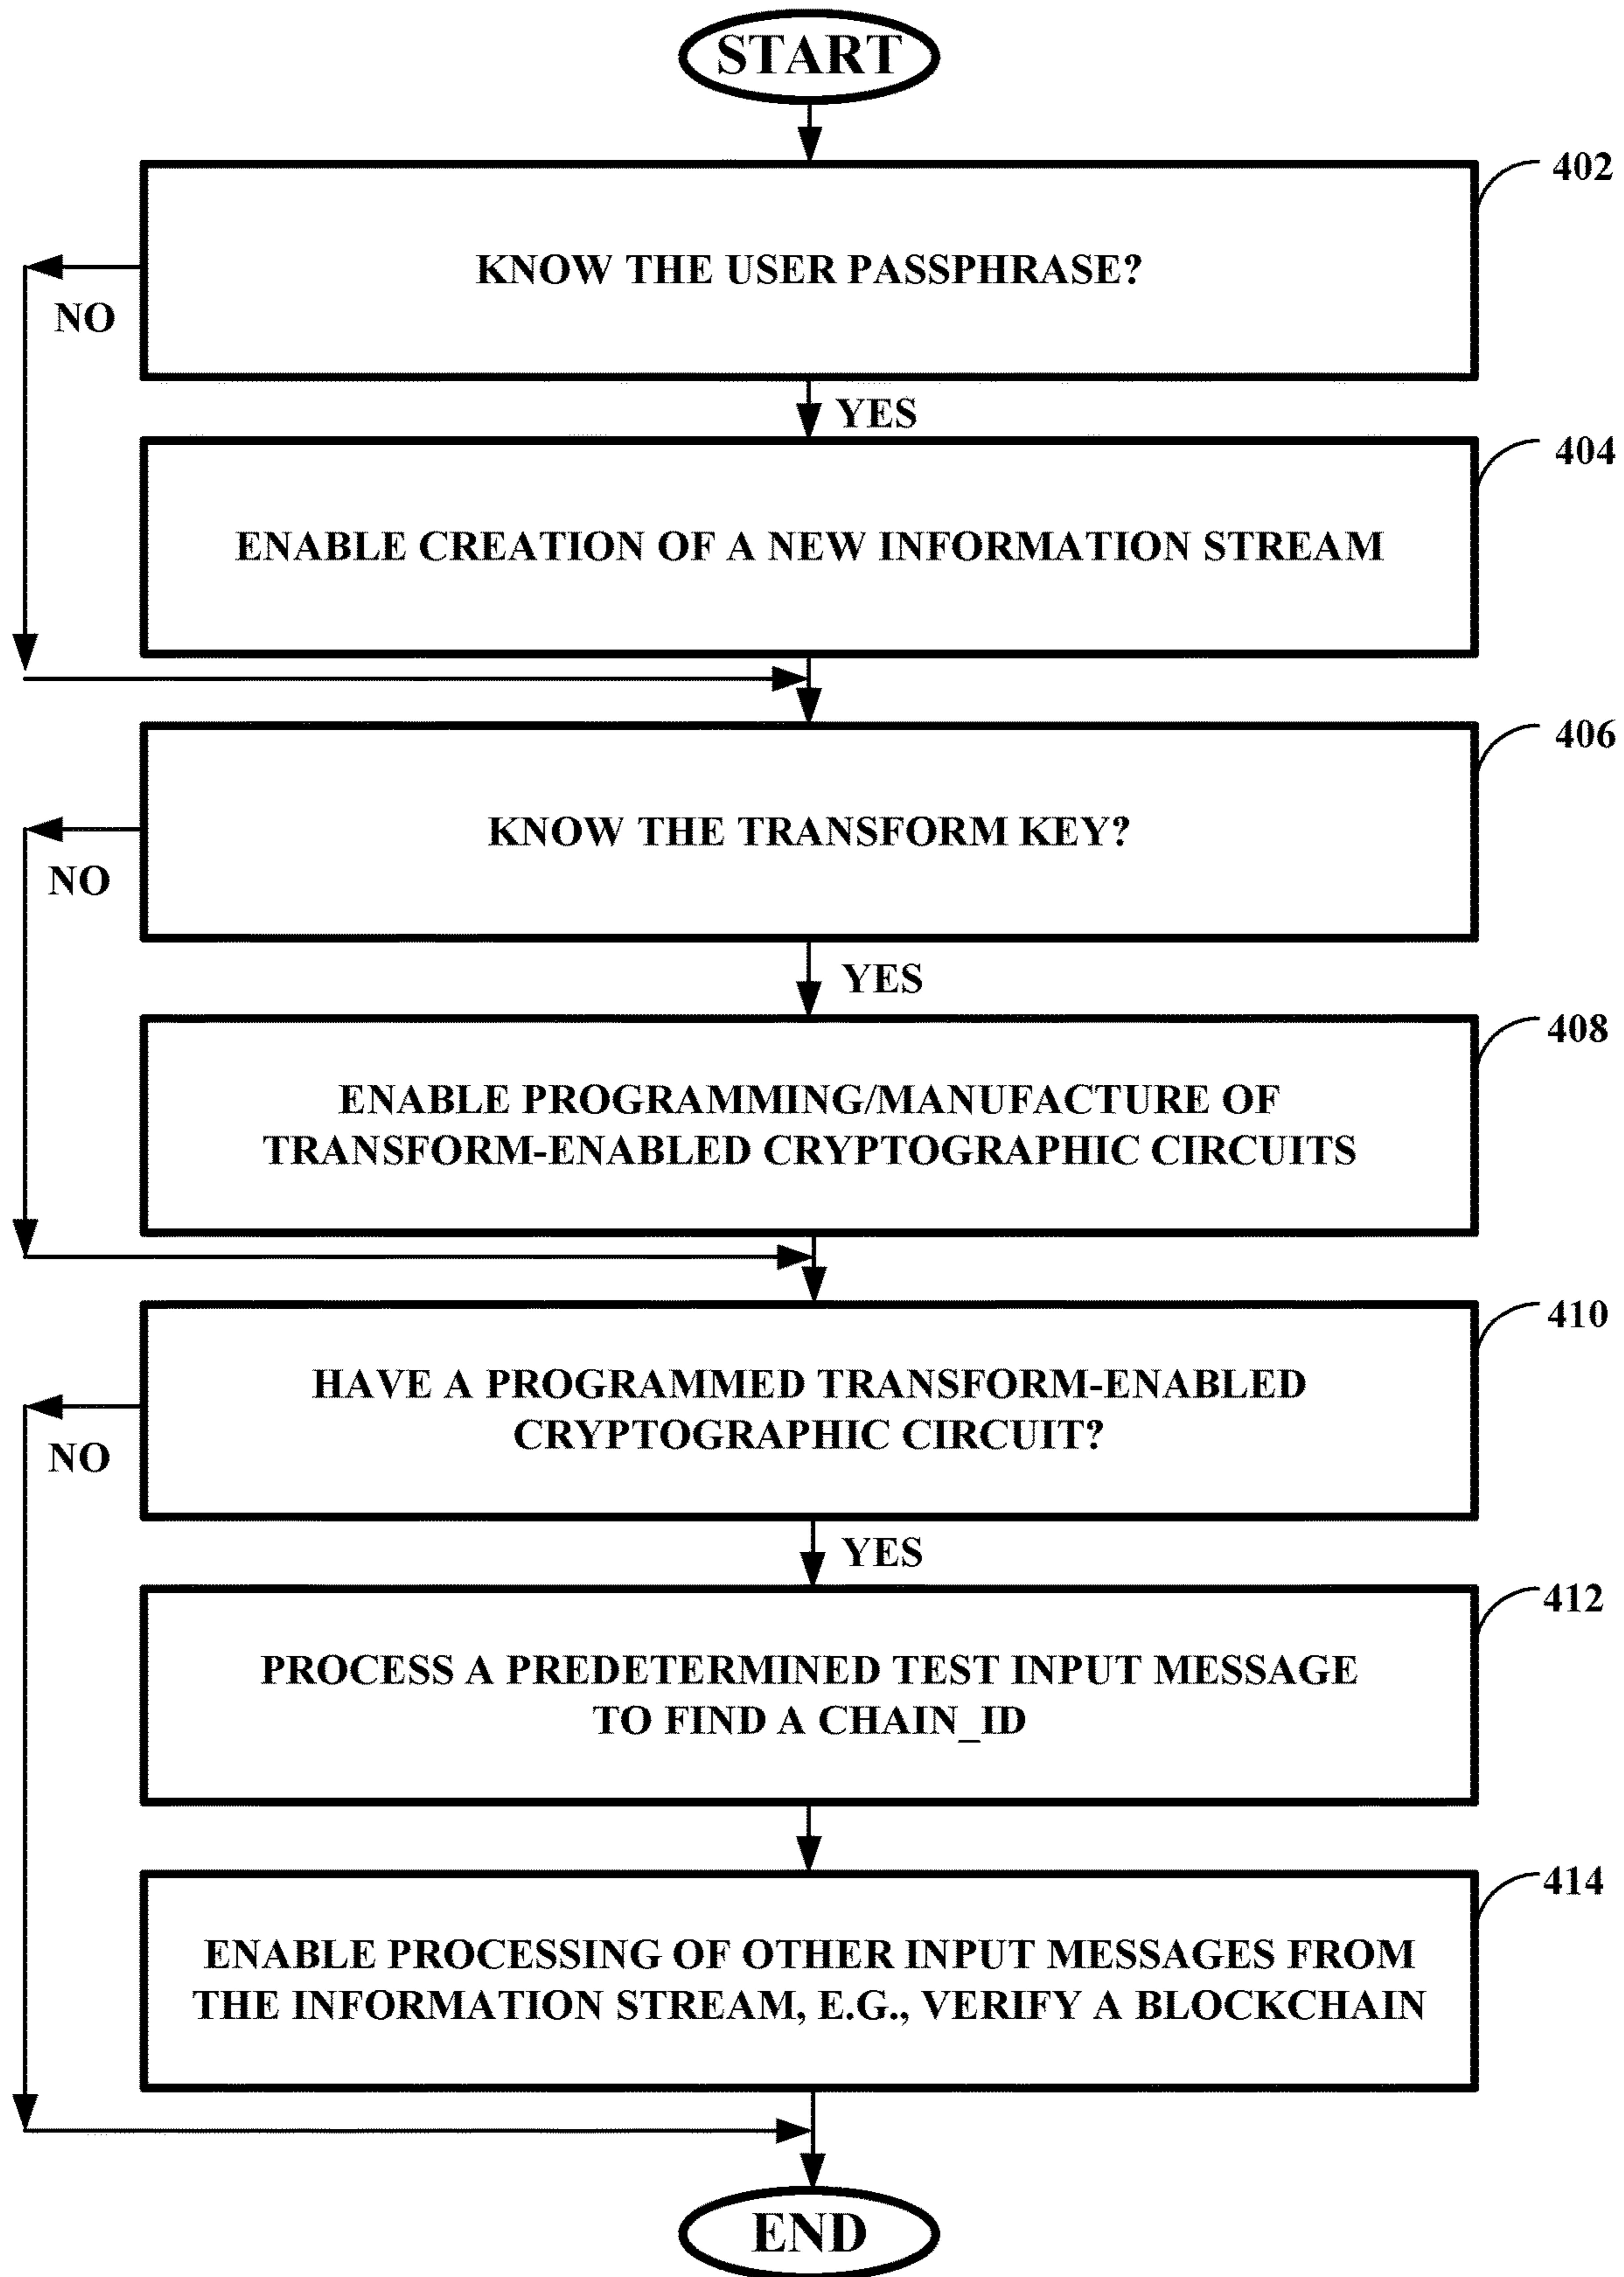 START
402
KNOW THE USER PASSPHRASE?
NO
YES
404
ENABLE CREATION OF A NEW INFORMATION STREAM
406
KNOW THE TRANSFORM KEY?
NO
YES
408
ENABLE PROGRAMMING/MANUFACTURE OF
TRANSFORM-ENABLED CRYPTOGRAPHIC CIRCUITS
410
HAVE A PROGRAMMED TRANSFORM-ENABLED
CRYPTOGRAPHIC CIRCUIT?
NO
YES
412
PROCESS A PREDETERMINED TEST INPUT MESSAGE
TO FIND A CHAIN_ID
414
ENABLE PROCESSING OF OTHER INPUT MESSAGES FROM
THE INFORMATION STREAM, E.G., VERIFY A BLOCKCHAIN
END